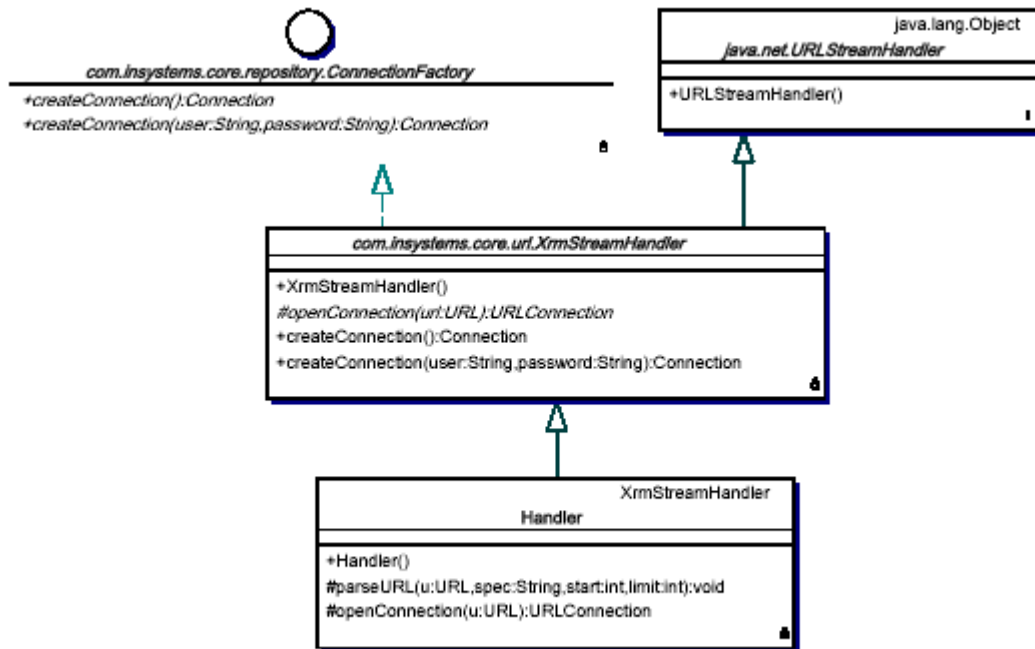 com.insystems.core.repository.ConnectionFactory
+createConnection():Connection
+createConnection(user:String,password:String):Connection
java.lang.Object
java.net.URLStreamHandler
+URLStreamHandler()
com.insystems.core.url.XrmStreamHandler
+XrmStreamHandler()
#openConnection(url:URL):URLConnection
+createConnection():Connection
+createConnection(user:String,password:String):Connection
XrmStreamHandler
Handler
+Handler()
#parseURL(u:URL,spec:String,start:int,limit:int):void
#openConnection(u:URL):URLConnection